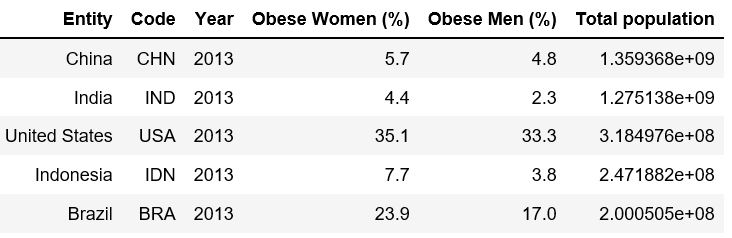 Entity Code Year Obese Women (%) Obese Men (%) Total population
China CHN 2013 5.7 4.8 1.359368e+09
India IND 2013 4.4 2.3 1.275138e+09
United States USA 2013 35.1 33.3 3.184976e+08
Indonesia IDN 2013 7.7 3.8 2.471882e+08
Brazil BRA 2013 23.9 17.0 2.000505e+08